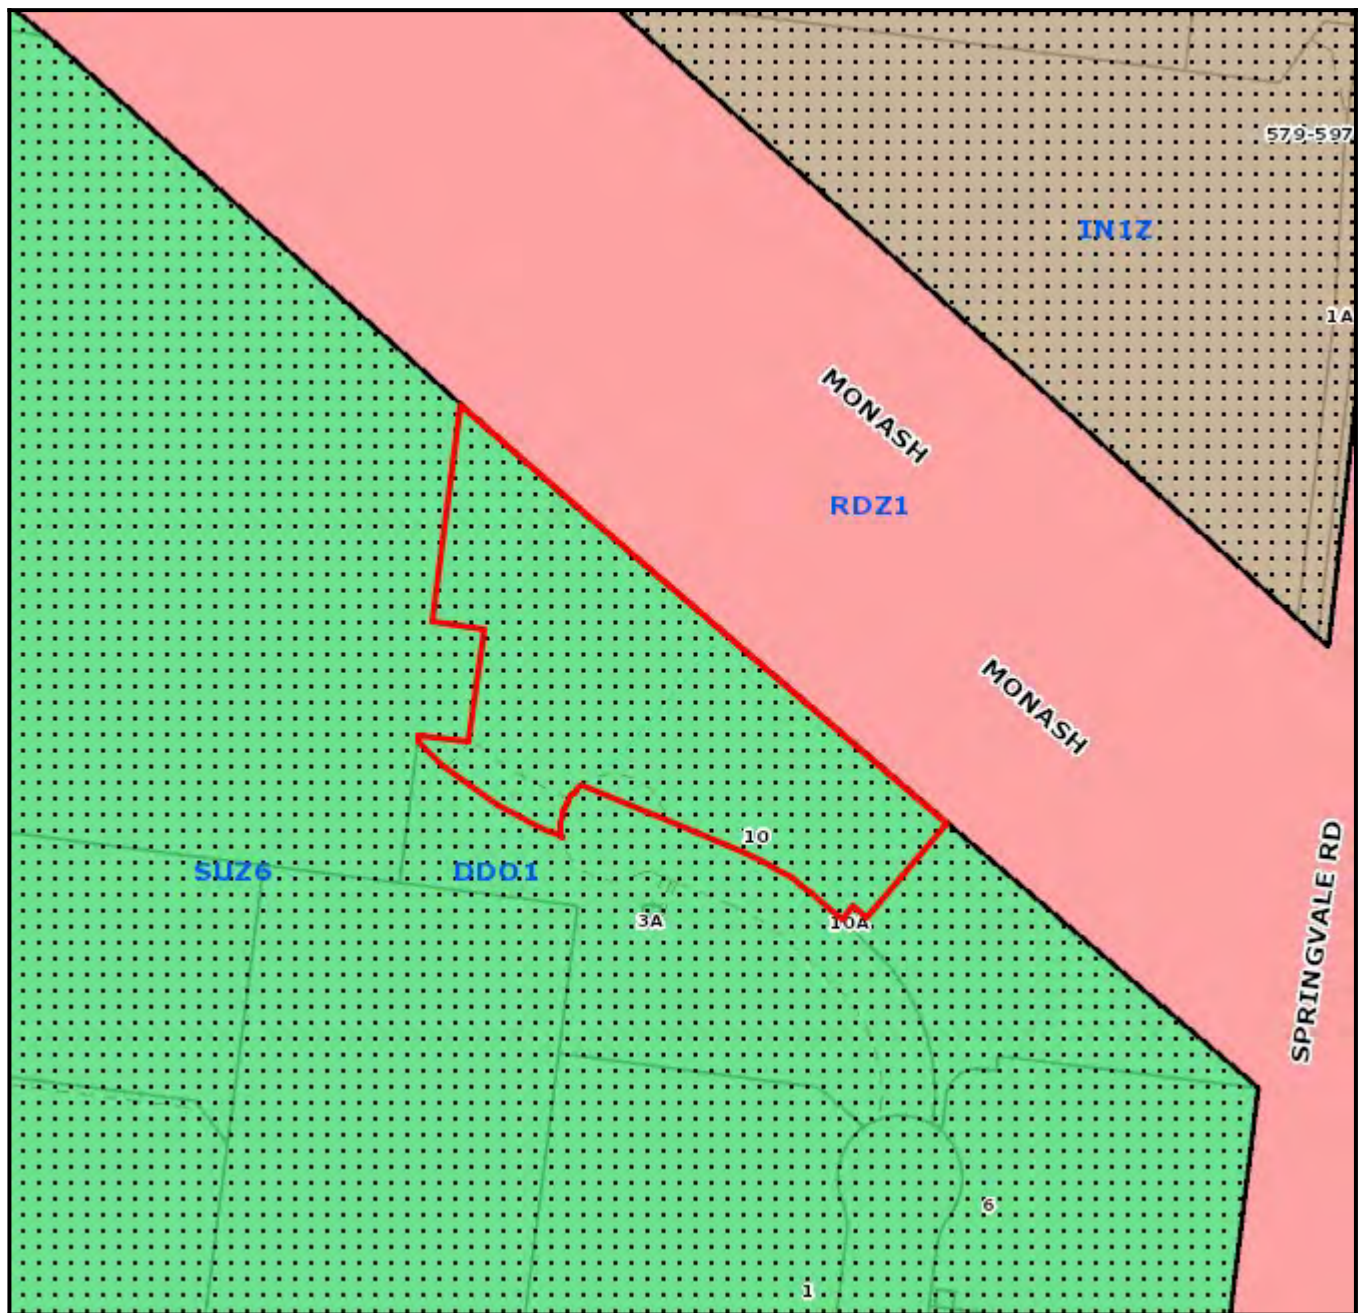 579-597
IN1Z
1A
MONASH
RDZ1
MONASH
SPRINGVALE RD
10
SUZ6
DDO1
3A
10A
6
1